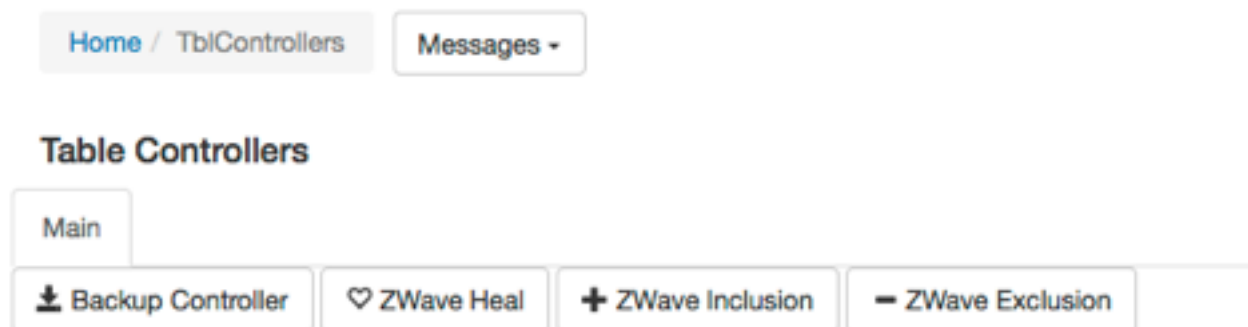 Home / TblControllers Messages
Table Controllers
Main
Backup Controller ZWave Heal ZWave Inclusion ZWave Exclusion